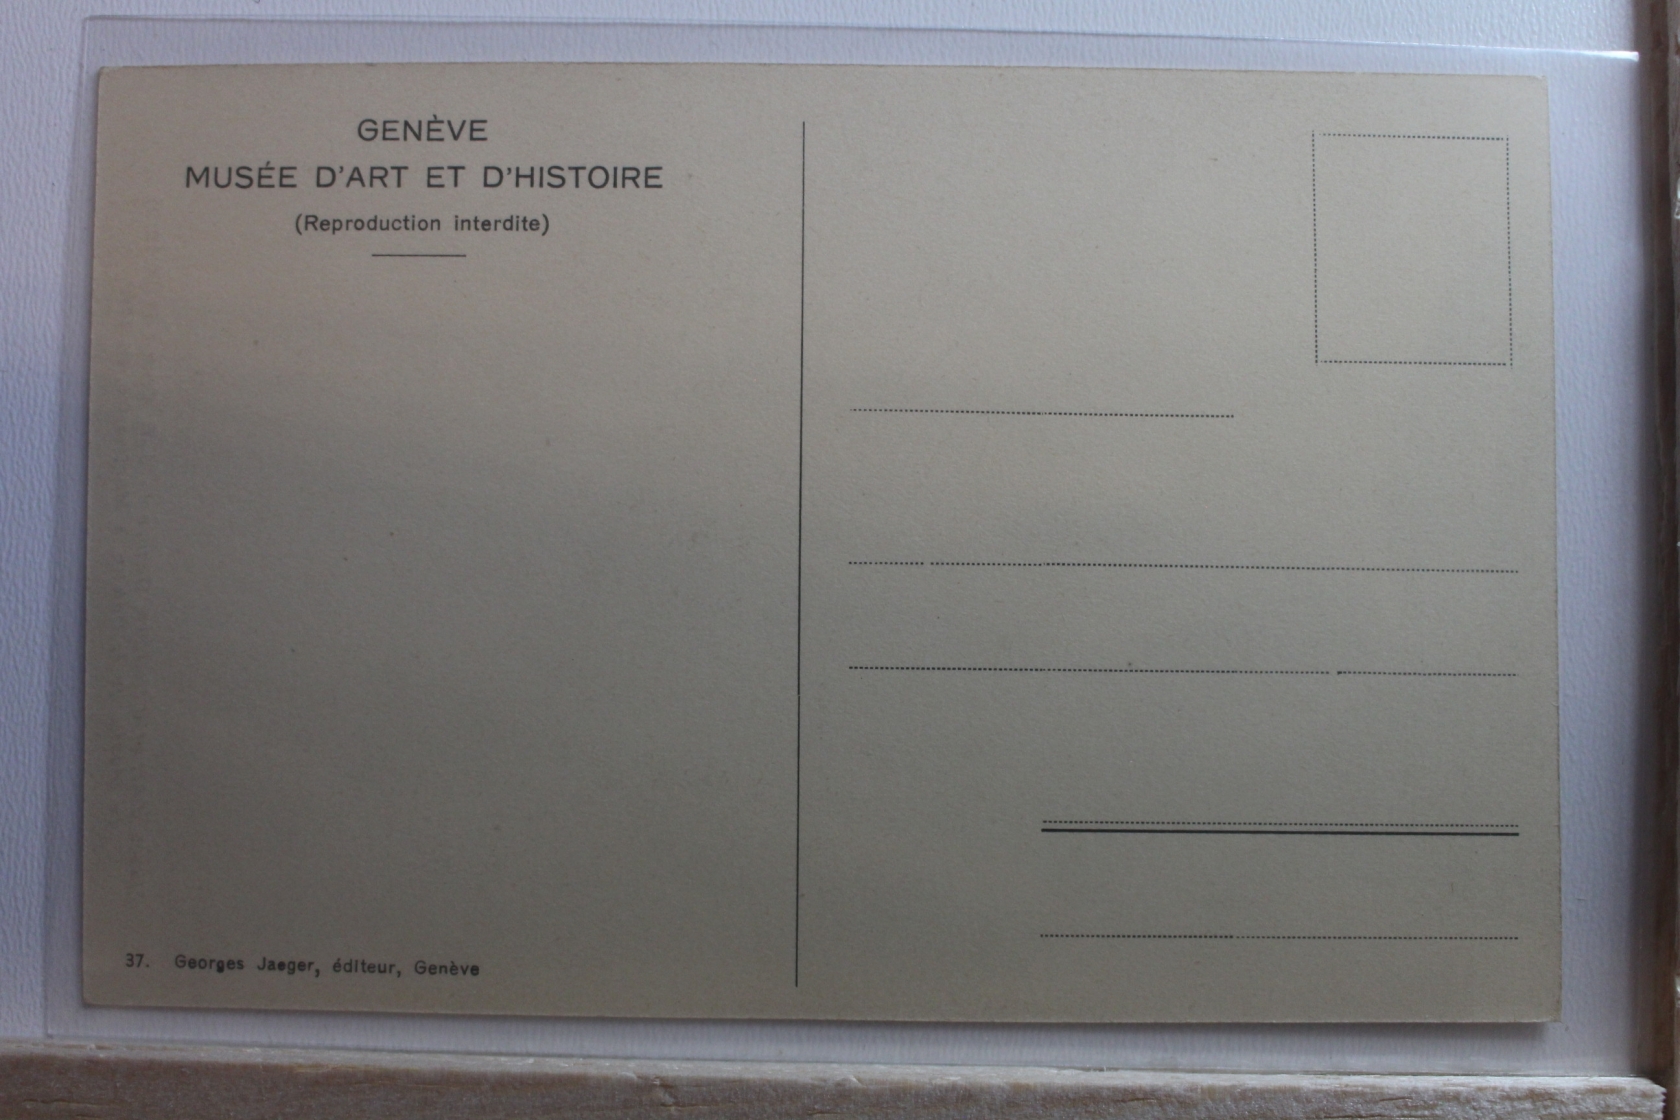 GENÈVE
MUSÉE D'ART ET D'HISTOIRE
(Reproduction interdite)
37. Georges Jaeger, éditeur, Genève